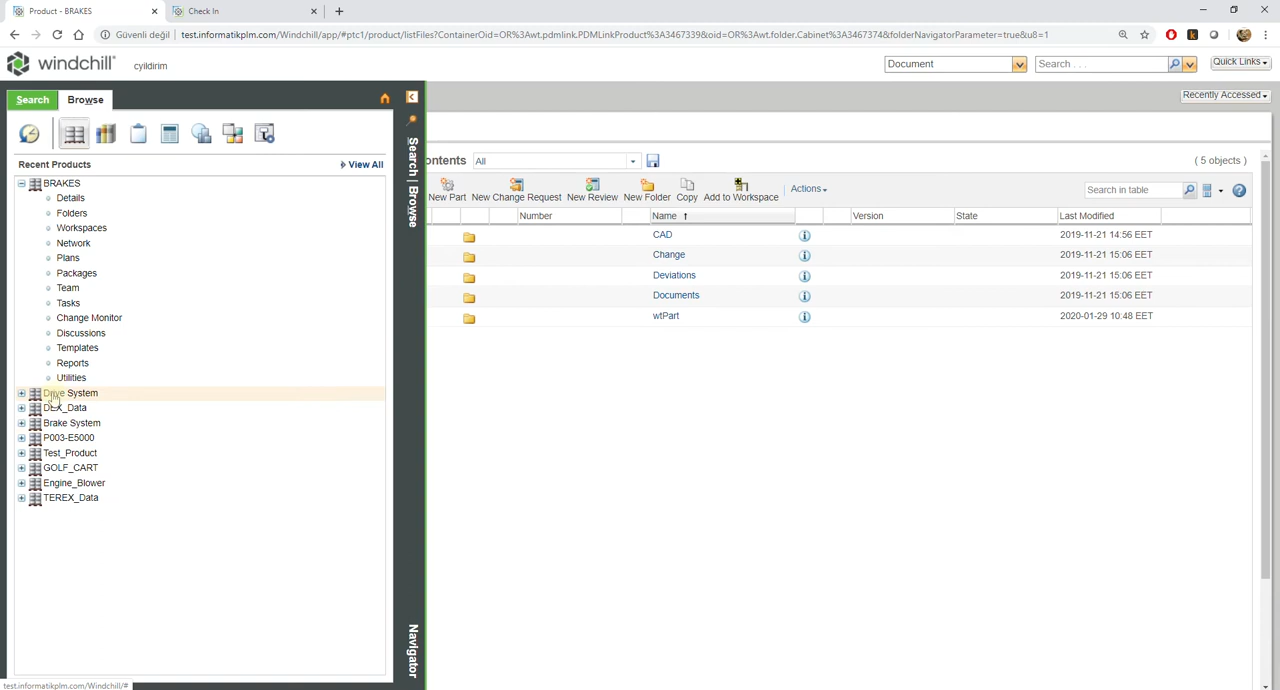 Product - BRAKES
Check In
Güvenli değil
test.informatikplm.com/Windchill/app/#ptc1/product/listFiles?ContainerOid=OR%3Awt.pdmlink.PDMLinkProduct%3A3467339&oid=OR%3Awt.folder.Cabinet%3A3467374&folderNavigatorParameter=true&u8=1
windchill
cyildirim
Document
Search . . .
Quick Links
Search
Browse
Recently Accessed
Recent Products
View All
BRAKES
Details
Folders
Workspaces
Network
Plans
Packages
Team
Tasks
Change Monitor
Discussions
Templates
Reports
Utilities
Drive System
DEX_Data
Brake System
P003-E5000
Test_Product
GOLF_CART
Engine_Blower
TEREX_Data
Search | Browse
Navigator
ontents
All
( 5 objects )
New Part
New Change Request
New Review
New Folder
Copy
Add to Workspace
Actions
Search in table
Number
Name
Version
State
Last Modified
CAD
2019-11-21 14:56 EET
Change
2019-11-21 15:06 EET
Deviations
2019-11-21 15:06 EET
Documents
2019-11-21 15:06 EET
wtPart
2020-01-29 10:48 EET
test.informatikplm.com/Windchill/#